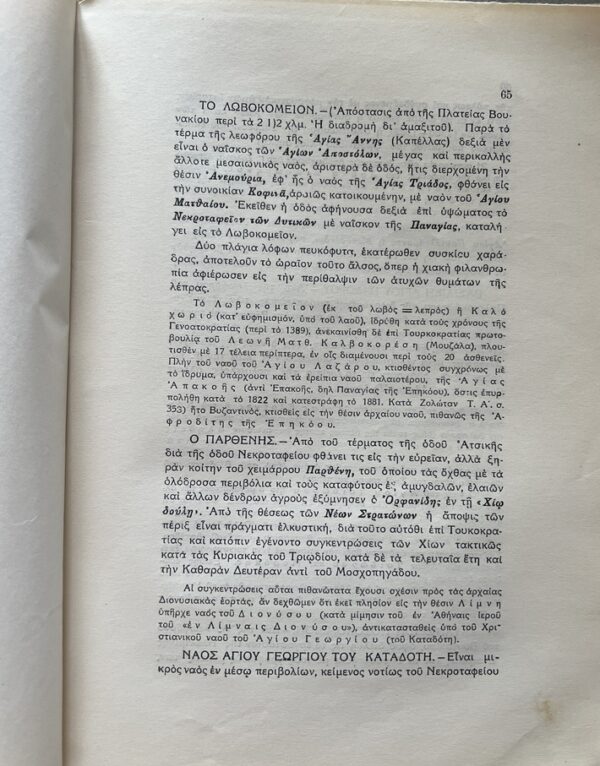 65
ΤΟ ΛΩΒΟΚΟΜΕΙΟΝ.—(Ἀπόστασις ἀπὸ τῆς Πλατείας Βου-
νακίου περὶ τὰ 2 1)2 χλμ. Ἡ διαδρομὴ δι' ἁμαξιτοῦ). Παρὰ τὸ
τέρμα τῆς λεωφόρου τῆς Ἁγίας Ἄννης (Καπέλλας) δεξιᾷ μὲν
εἶναι ὁ ναΐσκος τῶν Ἁγίων Ἀποστόλων, μέγας καὶ περικαλλὴς
ἄλλοτε μεσαιωνικὸς ναός, ἀριστερᾷ δὲ ὁδός, ἥτις διερχομένη τὴν
θέσιν Ἀνεμούρια, ἐφ' ἧς ὁ ναὸς τῆς Ἁγίας Τριάδος, φθάνει εἰς
τὴν συνοικίαν Κοφινᾶ, ἀραιῶς κατοικουμένην, μὲ ναὸν τοῦ Ἁγίου
Ματθαίου. Ἐκεῖθεν ἡ ὁδὸς ἀφήνουσα δεξιᾷ ἐπὶ ὑψώματος τὸ
Νεκροταφεῖον τῶν Δυτικῶν μὲ ναΐσκον τῆς Παναγίας, καταλή-
γει εἰς τὸ Λωβοκομεῖον.
Δύο πλάγια λόφων πευκόφυτα, ἑκατέρωθεν συσκίου χαρά-
δρας, ἀποτελοῦν τὸ ὡραῖον τοῦτο ἄλσος, ὅπερ ἡ χιακὴ φιλανθρω-
πία ἀφιέρωσεν εἰς τὴν περίθαλψιν τῶν ἀτυχῶν θυμάτων τῆς
λέπρας.
Τὸ Λωβοκομεῖον (ἐκ τοῦ λωβὸς=λεπρὸς) ἢ Καλὸ
χωριὸ (κατ' εὐφημισμόν, ὑπὸ τοῦ λαοῦ), ἱδρύθη κατὰ τοὺς χρόνους τῆς
Γενοατοκρατίας (περὶ τὸ 1389), ἀνεκαινίσθη δὲ ἐπὶ Τουρκοκρατίας πρωτο-
βουλίᾳ τοῦ Λεωνῆ Ματθ. Καλβοκορέση (Μουζάλα), πλου-
τισθὲν μὲ 17 τέλεια περίπτερα, ἐν οἷς διαμένουσι περὶ τοὺς 20 ἀσθενεῖς.
Πλὴν τοῦ ναοῦ τοῦ Ἁγίου Λαζάρου, κτισθέντος συγχρόνως μὲ
τὸ ἵδρυμα, ὑπάρχουσι καὶ τὰ ἐρείπια ναοῦ παλαιοτέρου, τῆς Ἁγίας
Ἀπακοῆς (ἀντὶ Ἐπακοῆς, δηλ Παναγίας τῆς Ἐπηκόου), ὅστις ἐπυρ-
πολήθη κατὰ τὸ 1822 καὶ κατεστράφη τὸ 1881. Κατὰ Ζολώταν Τ. Α'. σ.
353) ἦτο Βυζαντινός, κτισθεὶς εἰς τὴν θέσιν ἀρχαίου ναοῦ, πιθανῶς τῆς Ἀ-
φροδίτης τῆς Ἐπηκόου.
Ο ΠΑΡΘΕΝΗΣ.—Ἀπὸ τοῦ τέρματος τῆς ὁδοῦ Ἀτσικῆς
διὰ τῆς ὁδοῦ Νεκροταφείου φθάνει τις εἰς τὴν εὐρεῖαν, ἀλλὰ ξη-
ρὰν κοίτην τοῦ χειμάρρου Παρθένη, τοῦ ὁποίου τὰς ὄχθας μὲ τὰ
ὁλόδροσα περιβόλια καὶ τοὺς καταφύτους ἐξ ἀμυγδαλῶν, ἐλαιῶν
καὶ ἄλλων δένδρων ἀγροὺς ἐξύμνησεν ὁ Ὀρφανίδης ἐν τῇ «Χίῳ
δούλῃ». Ἀπὸ τῆς θέσεως τῶν Νέων Στρατώνων ἡ ἄποψις τῶν
πέριξ εἶναι πράγματι ἑλκυστική, διὰ τοῦτο αὐτόθι ἐπὶ Τουκοκρα-
τίας καὶ κατόπιν ἐγένοντο συγκεντρώσεις τῶν Χίων τακτικῶς
κατὰ τὰς Κυριακὰς τοῦ Τριῳδίου, κατὰ δὲ τὰ τελευταῖα ἔτη καὶ
τὴν Καθαρὰν Δευτέραν ἀντὶ τοῦ Μοσχοπηγάδου.
Αἱ συγκεντρώσεις αὗται πιθανώτατα ἔχουσι σχέσιν πρὸς τὰς ἀρχαίας
Διονυσιακὰς ἑορτάς, ἂν δεχθῶμεν ὅτι ἐκεῖ πλησίον εἰς τὴν θέσιν Λίμνη
ὑπῆρχε ναὸς τοῦ Διονύσου (κατὰ μίμησιν τοῦ ἐν Ἀθήναις Ἱεροῦ
τοῦ «ἐν Λίμναις Διονύσου»), ἀντικατασταθεὶς ὑπὸ τοῦ Χρι-
στιανικοῦ ναοῦ τοῦ Ἁγίου Γεωργίου (τοῦ Καταδότη).
ΝΑΟΣ ΑΓΙΟΥ ΓΕΩΡΓΙΟΥ ΤΟΥ ΚΑΤΑΔΟΤΗ.—Εἶναι μι-
κρὸς ναὸς ἐν μέσῳ περιβολίων, κείμενος νοτίως τοῦ Νεκροταφείου